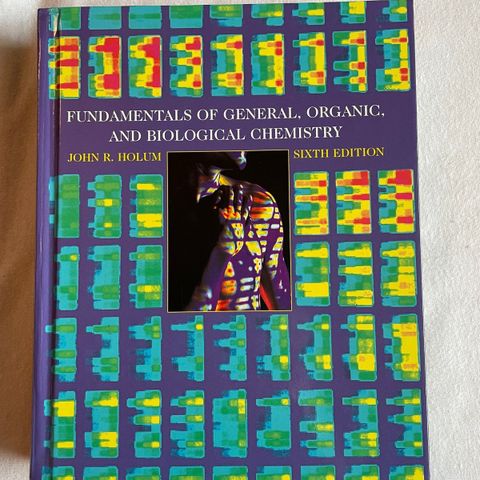 FUNDAMENTALS OF GENERAL, ORGANIC,
AND BIOLOGICAL CHEMISTRY
JOHN R. HOLUM SIXTH EDITION